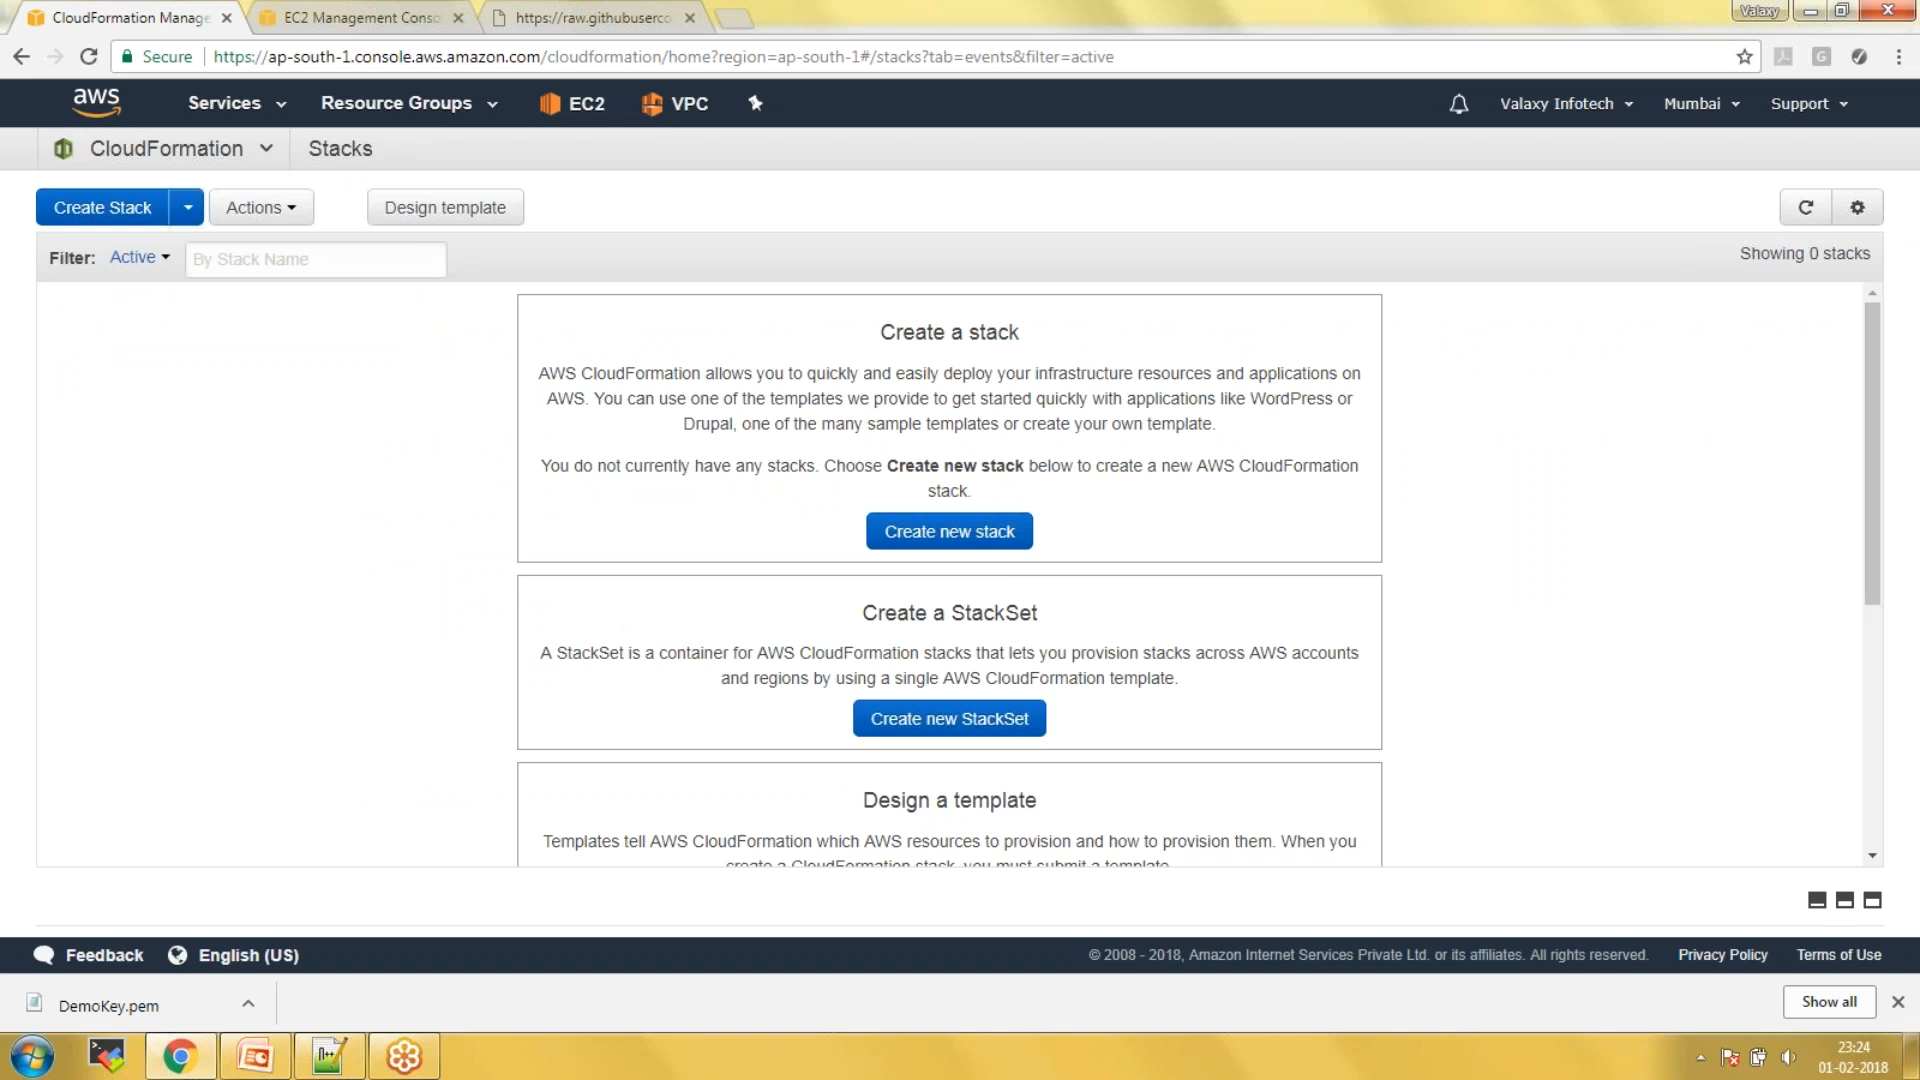 CloudFormation Manage
EC2 Management Conso
https://raw.githubuserco
Valaxy
Secure
https://ap-south-1.console.aws.amazon.com/cloudformation/home?region=ap-south-1#/stacks?tab=events&filter=active
aws
Services
Resource Groups
EC2
VPC
Valaxy Infotech
Mumbai
Support
CloudFormation
Stacks
Create Stack
Actions
Design template
Filter: Active
By Stack Name
Showing 0 stacks
Create a stack
AWS CloudFormation allows you to quickly and easily deploy your infrastructure resources and applications on
AWS. You can use one of the templates we provide to get started quickly with applications like WordPress or
Drupal, one of the many sample templates or create your own template.
You do not currently have any stacks. Choose Create new stack below to create a new AWS CloudFormation
stack.
Create new stack
Create a StackSet
A StackSet is a container for AWS CloudFormation stacks that lets you provision stacks across AWS accounts
and regions by using a single AWS CloudFormation template.
Create new StackSet
Design a template
Templates tell AWS CloudFormation which AWS resources to provision and how to provision them. When you
create a CloudFormation stack, you must submit a template.
Feedback
English (US)
© 2008 - 2018, Amazon Internet Services Private Ltd. or its affiliates. All rights reserved.
Privacy Policy
Terms of Use
DemoKey.pem
Show all
23:24
01-02-2018